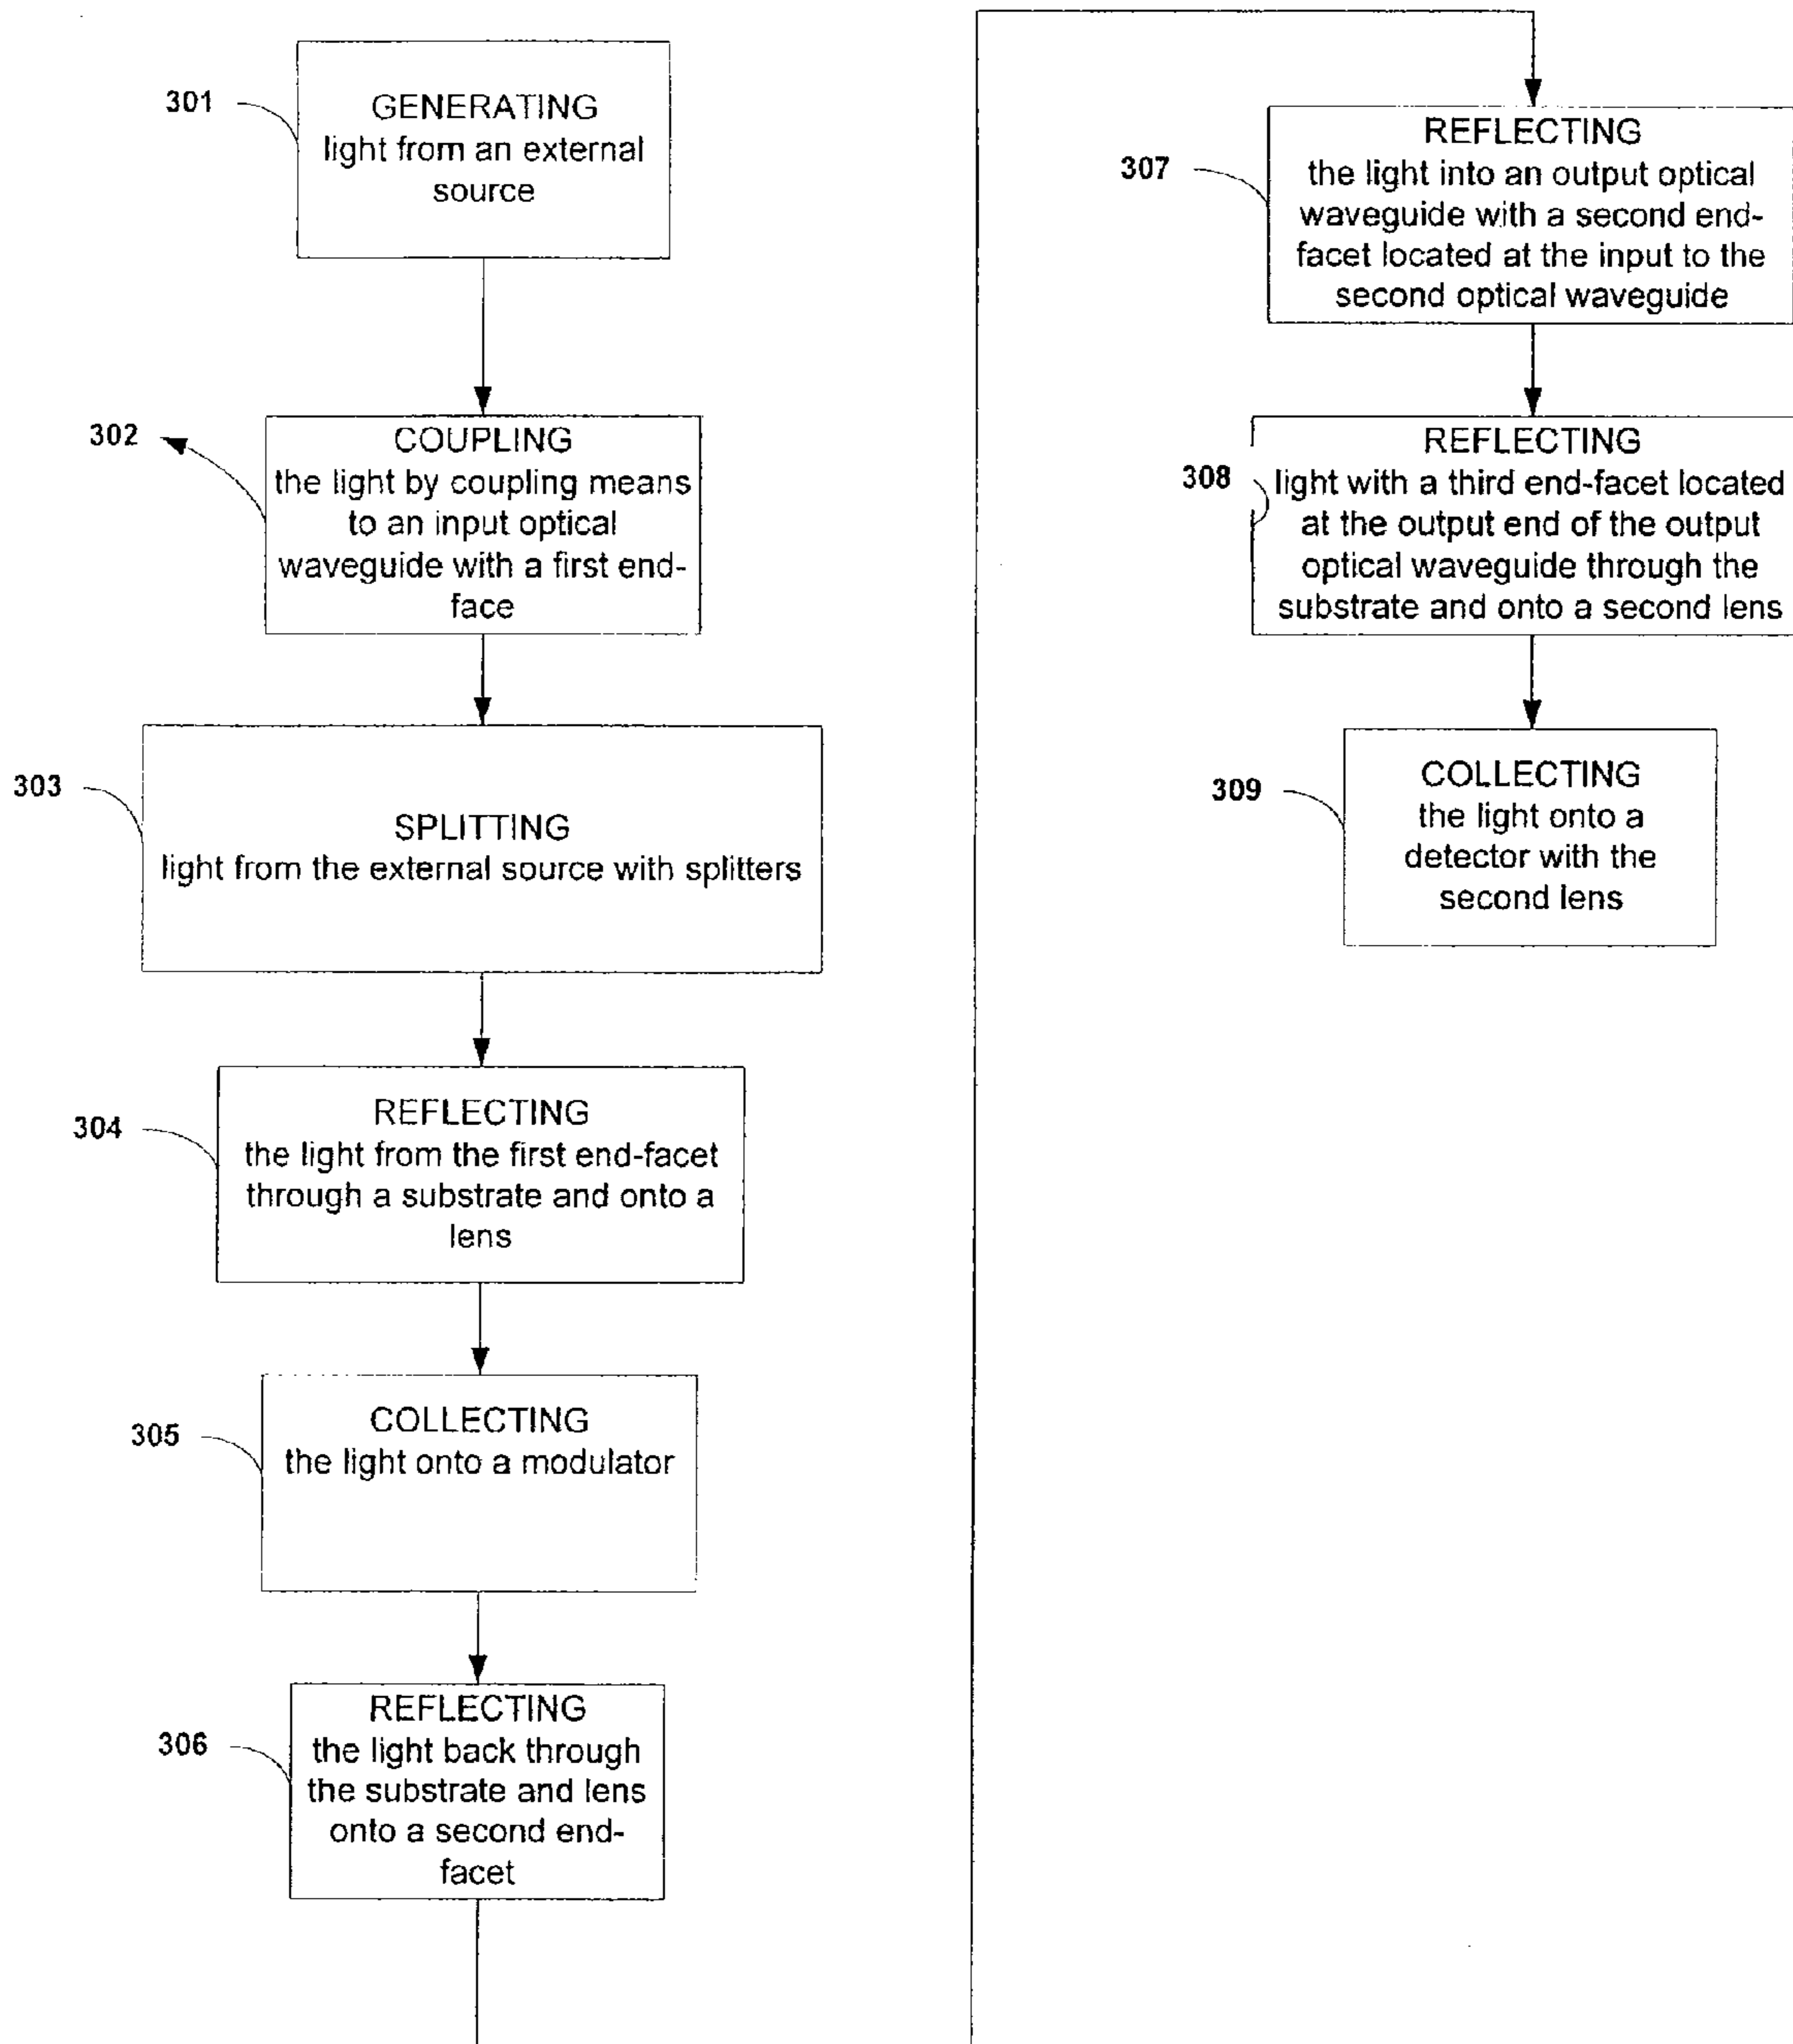 301
GENERATING
light from an external
source
302
COUPLING
the light by coupling means
to an input optical
waveguide with a first end-
face
303
SPLITTING
light from the external source with splitters
304
REFLECTING
the light from the first end-facet
through a substrate and onto a
lens
305
COLLECTING
the light onto a modulator
306
REFLECTING
the light back through
the substrate and lens
onto a second end-
facet
307
REFLECTING
the light into an output optical
waveguide with a second end-
facet located at the input to the
second optical waveguide
308
REFLECTING
light with a third end-facet located
at the output end of the output
optical waveguide through the
substrate and onto a second lens
309
COLLECTING
the light onto a
detector with the
second lens